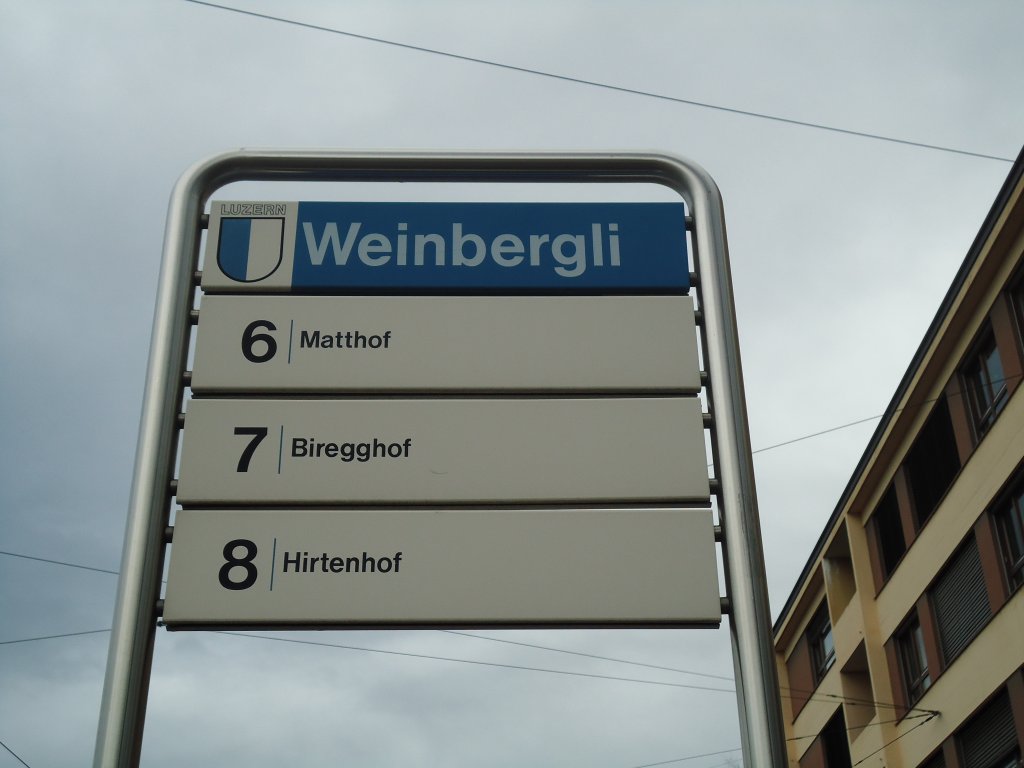 LUZERN
Weinbergli
6 Matthof
7 Biregghof
8 Hirtenhof